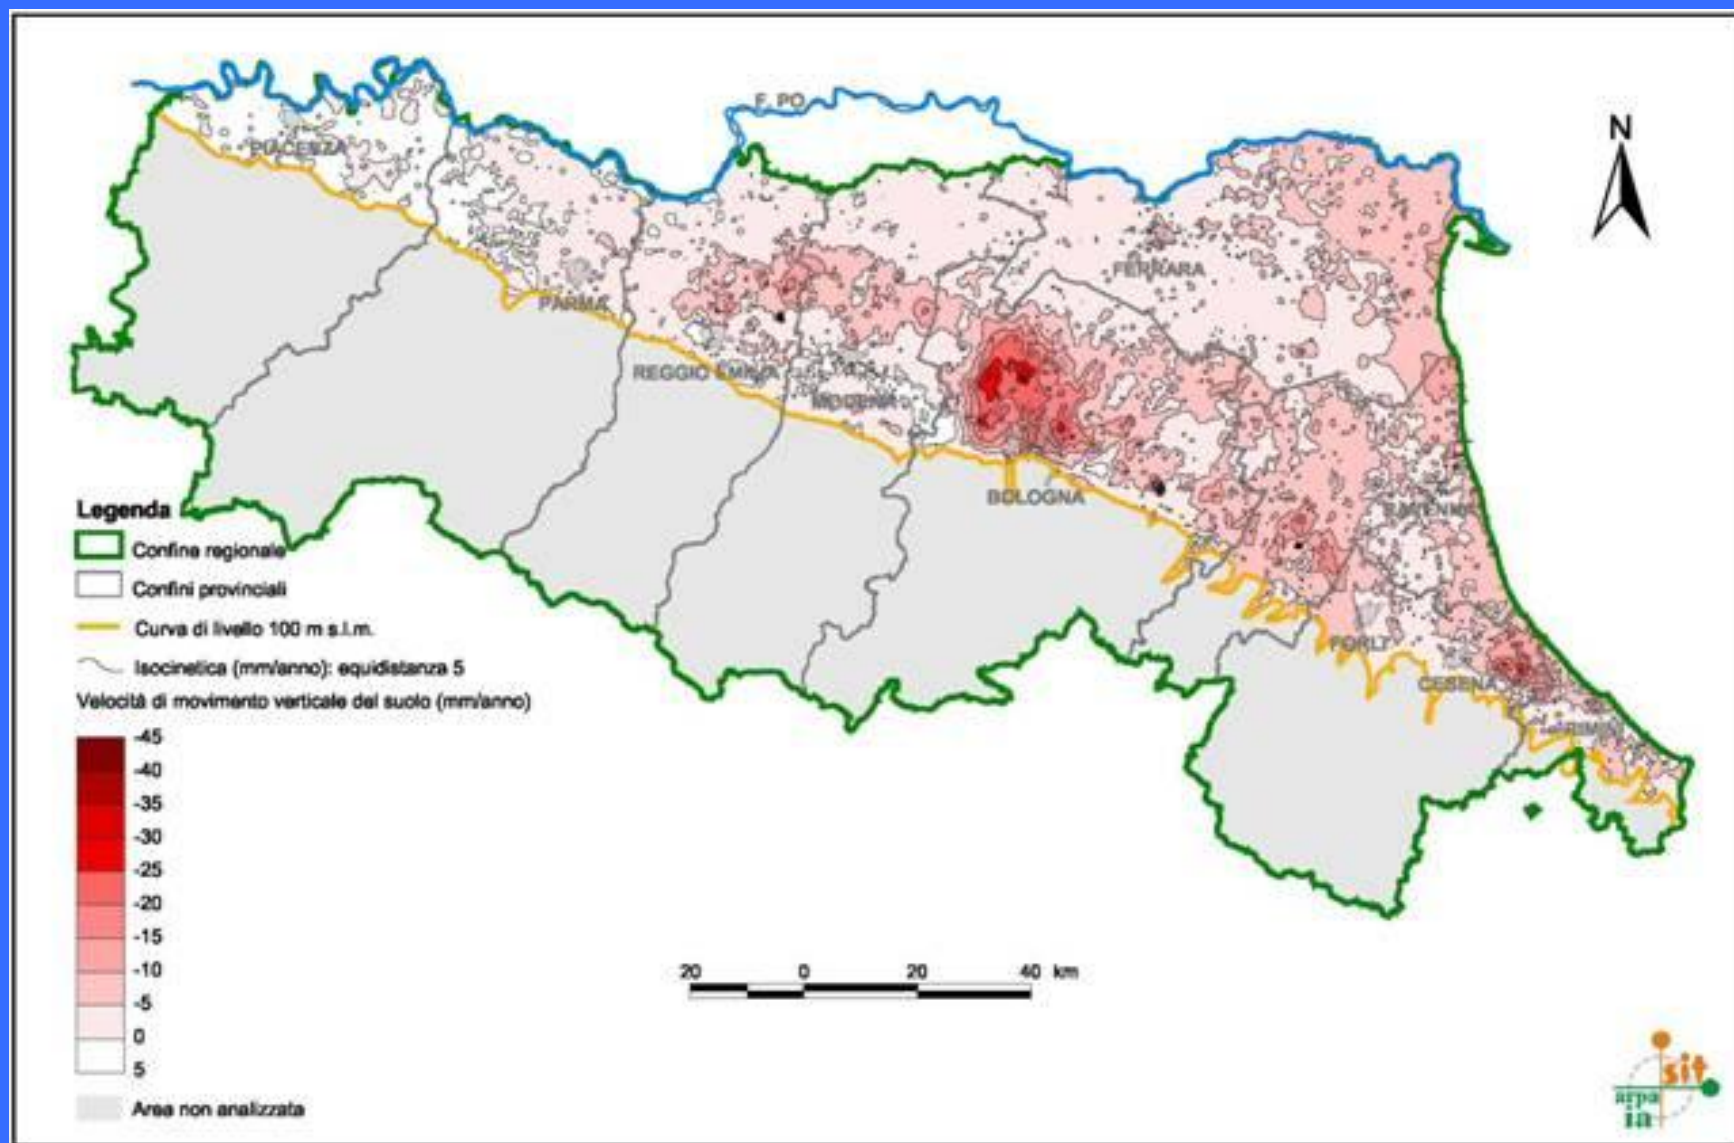 F. PO
N
PIACENZA
FERRARA
PARMA
REGGIO EMILIA
MODENA
BOLOGNA
RAVENNA
FORLI'
CESENA
RIMINI
Legenda
Confine regionale
Confini provinciali
Curva di livello 100 m s.l.m.
Isocinetica (mm/anno): equidistanza 5
Velocità di movimento verticale del suolo (mm/anno)
-45
-40
-35
-30
-25
-20
-15
-10
-5
0
5
Area non analizzata
20 0 20 40 km
sit
arpa
ia